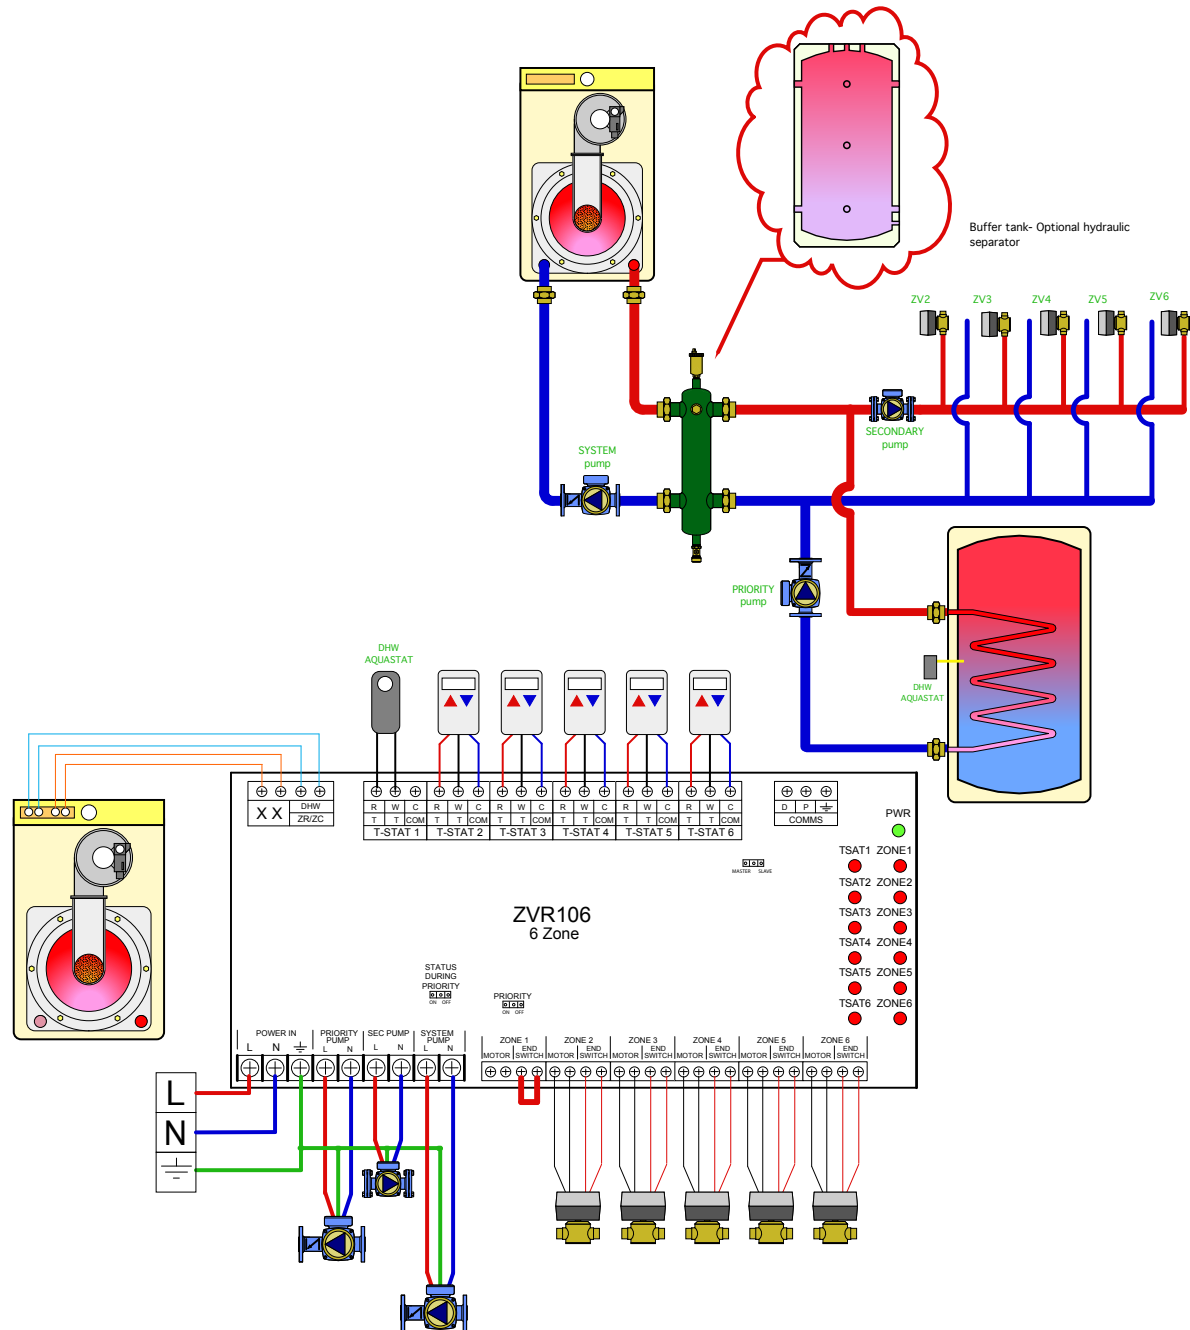 Buffer tank- Optional hydraulic
separator
ZV2 ZV3 ZV4 ZV5 ZV6
SECONDARY
pump
SYSTEM
pump
PRIORITY
pump
DHW
AQUASTAT
DHW
AQUASTAT
X X DHW
ZR/ZC
R W C R W C R W C R W C R W C R W C
T T COM T T COM T T COM T T COM T T COM T T COM
T-STAT 1 T-STAT 2 T-STAT 3 T-STAT 4 T-STAT 5 T-STAT 6
D P
COMMS
PWR
MASTER SLAVE
TSAT1 ZONE1
TSAT2 ZONE2
TSAT3 ZONE3
TSAT4 ZONE4
TSAT5 ZONE5
TSAT6 ZONE6
ZVR106
6 Zone
STATUS
DURING
PRIORITY
ON OFF
PRIORITY
ON OFF
POWER IN
L N
PRIORITY
PUMP
L N
SEC PUMP
L N
SYSTEM
PUMP
L N
ZONE 1 ZONE 2 ZONE 3 ZONE 4 ZONE 5 ZONE 6
END END END END END END
MOTOR SWITCH MOTOR SWITCH MOTOR SWITCH MOTOR SWITCH MOTOR SWITCH MOTOR SWITCH
L
N